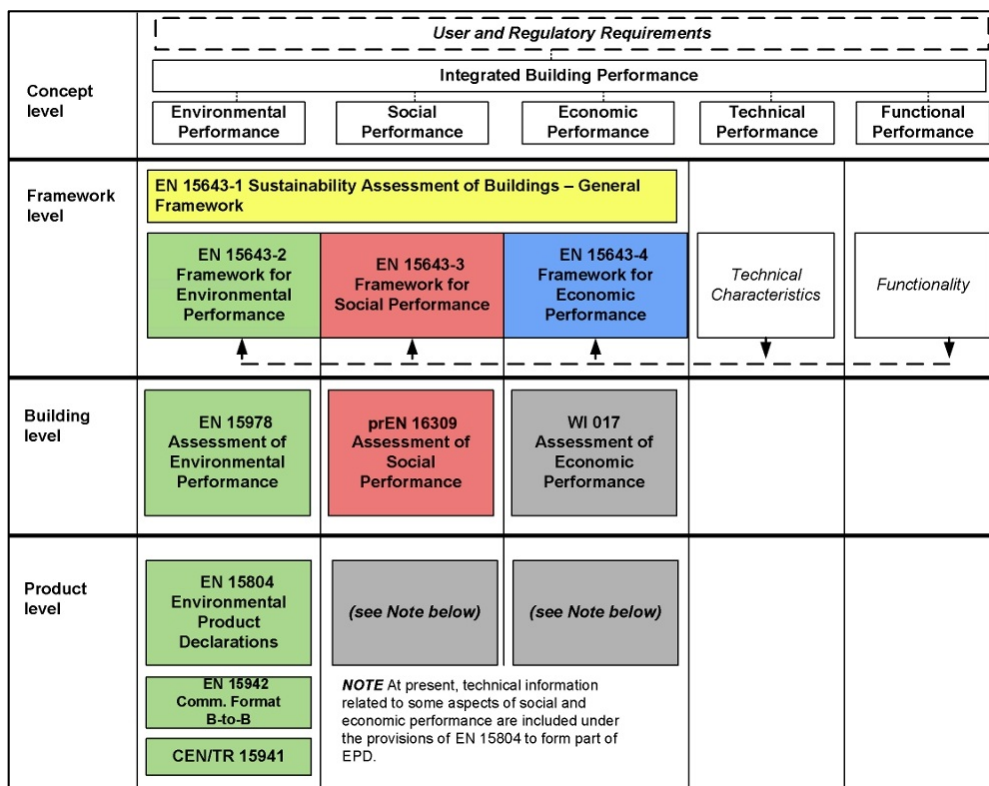 User and Regulatory Requirements
Integrated Building Performance
Concept
level
Environmental
Performance
Social
Performance
Economic
Performance
Technical
Performance
Functional
Performance
Framework
level
EN 15643-1 Sustainability Assessment of Buildings – General
Framework
EN 15643-2
Framework for
Environmental
Performance
EN 15643-3
Framework for
Social Performance
EN 15643-4
Framework for
Economic
Performance
Technical
Characteristics
Functionality
Building
level
EN 15978
Assessment of
Environmental
Performance
prEN 16309
Assessment of
Social
Performance
WI 017
Assessment of
Economic
Performance
Product
level
EN 15804
Environmental
Product
Declarations
(see Note below)
(see Note below)
EN 15942
Comm. Format
B-to-B
CEN/TR 15941
NOTE At present, technical information
related to some aspects of social and
economic performance are included under
the provisions of EN 15804 to form part of
EPD.